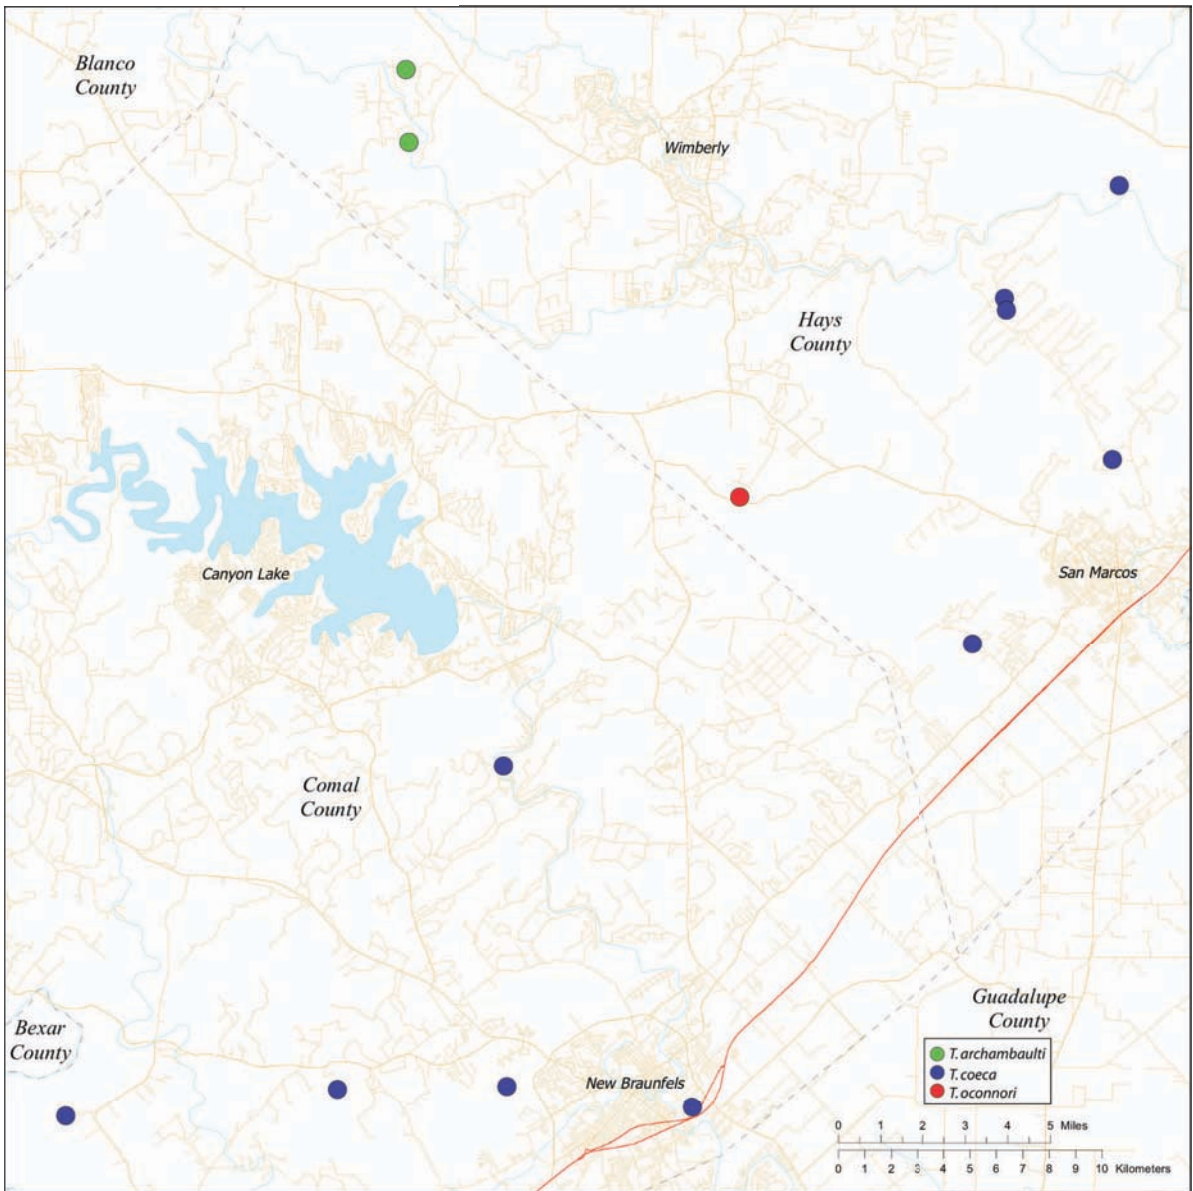 Blanco
County
Wimberly
Hays
County
Canyon Lake
San Marcos
Comal
County
Guadalupe
County
Bexar
County
New Braunfels
T. archambaulti
T. coeca
T. oconnori
0 1 2 3 4 5 Miles
0 1 2 3 4 5 6 7 8 9 10 Kilometers